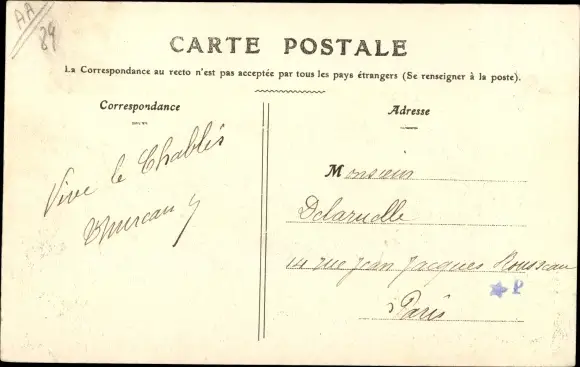 AA
89
CARTE POSTALE
La Correspondance au recto n'est pas acceptée par tous les pays étrangers (Se renseigner à la poste).
Correspondance
Vive le Chablis
Adresse
Monsieur
Delaruelle
14 rue Jean Jacques Rousseau
P
à Paris